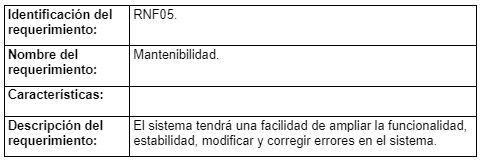 Identificación del
requerimiento:
RNF05.
Nombre del
requerimiento:
Mantenibilidad.
Características:
Descripción del
requerimiento:
El sistema tendrá una facilidad de ampliar la funcionalidad,
estabilidad, modificar y corregir errores en el sistema.